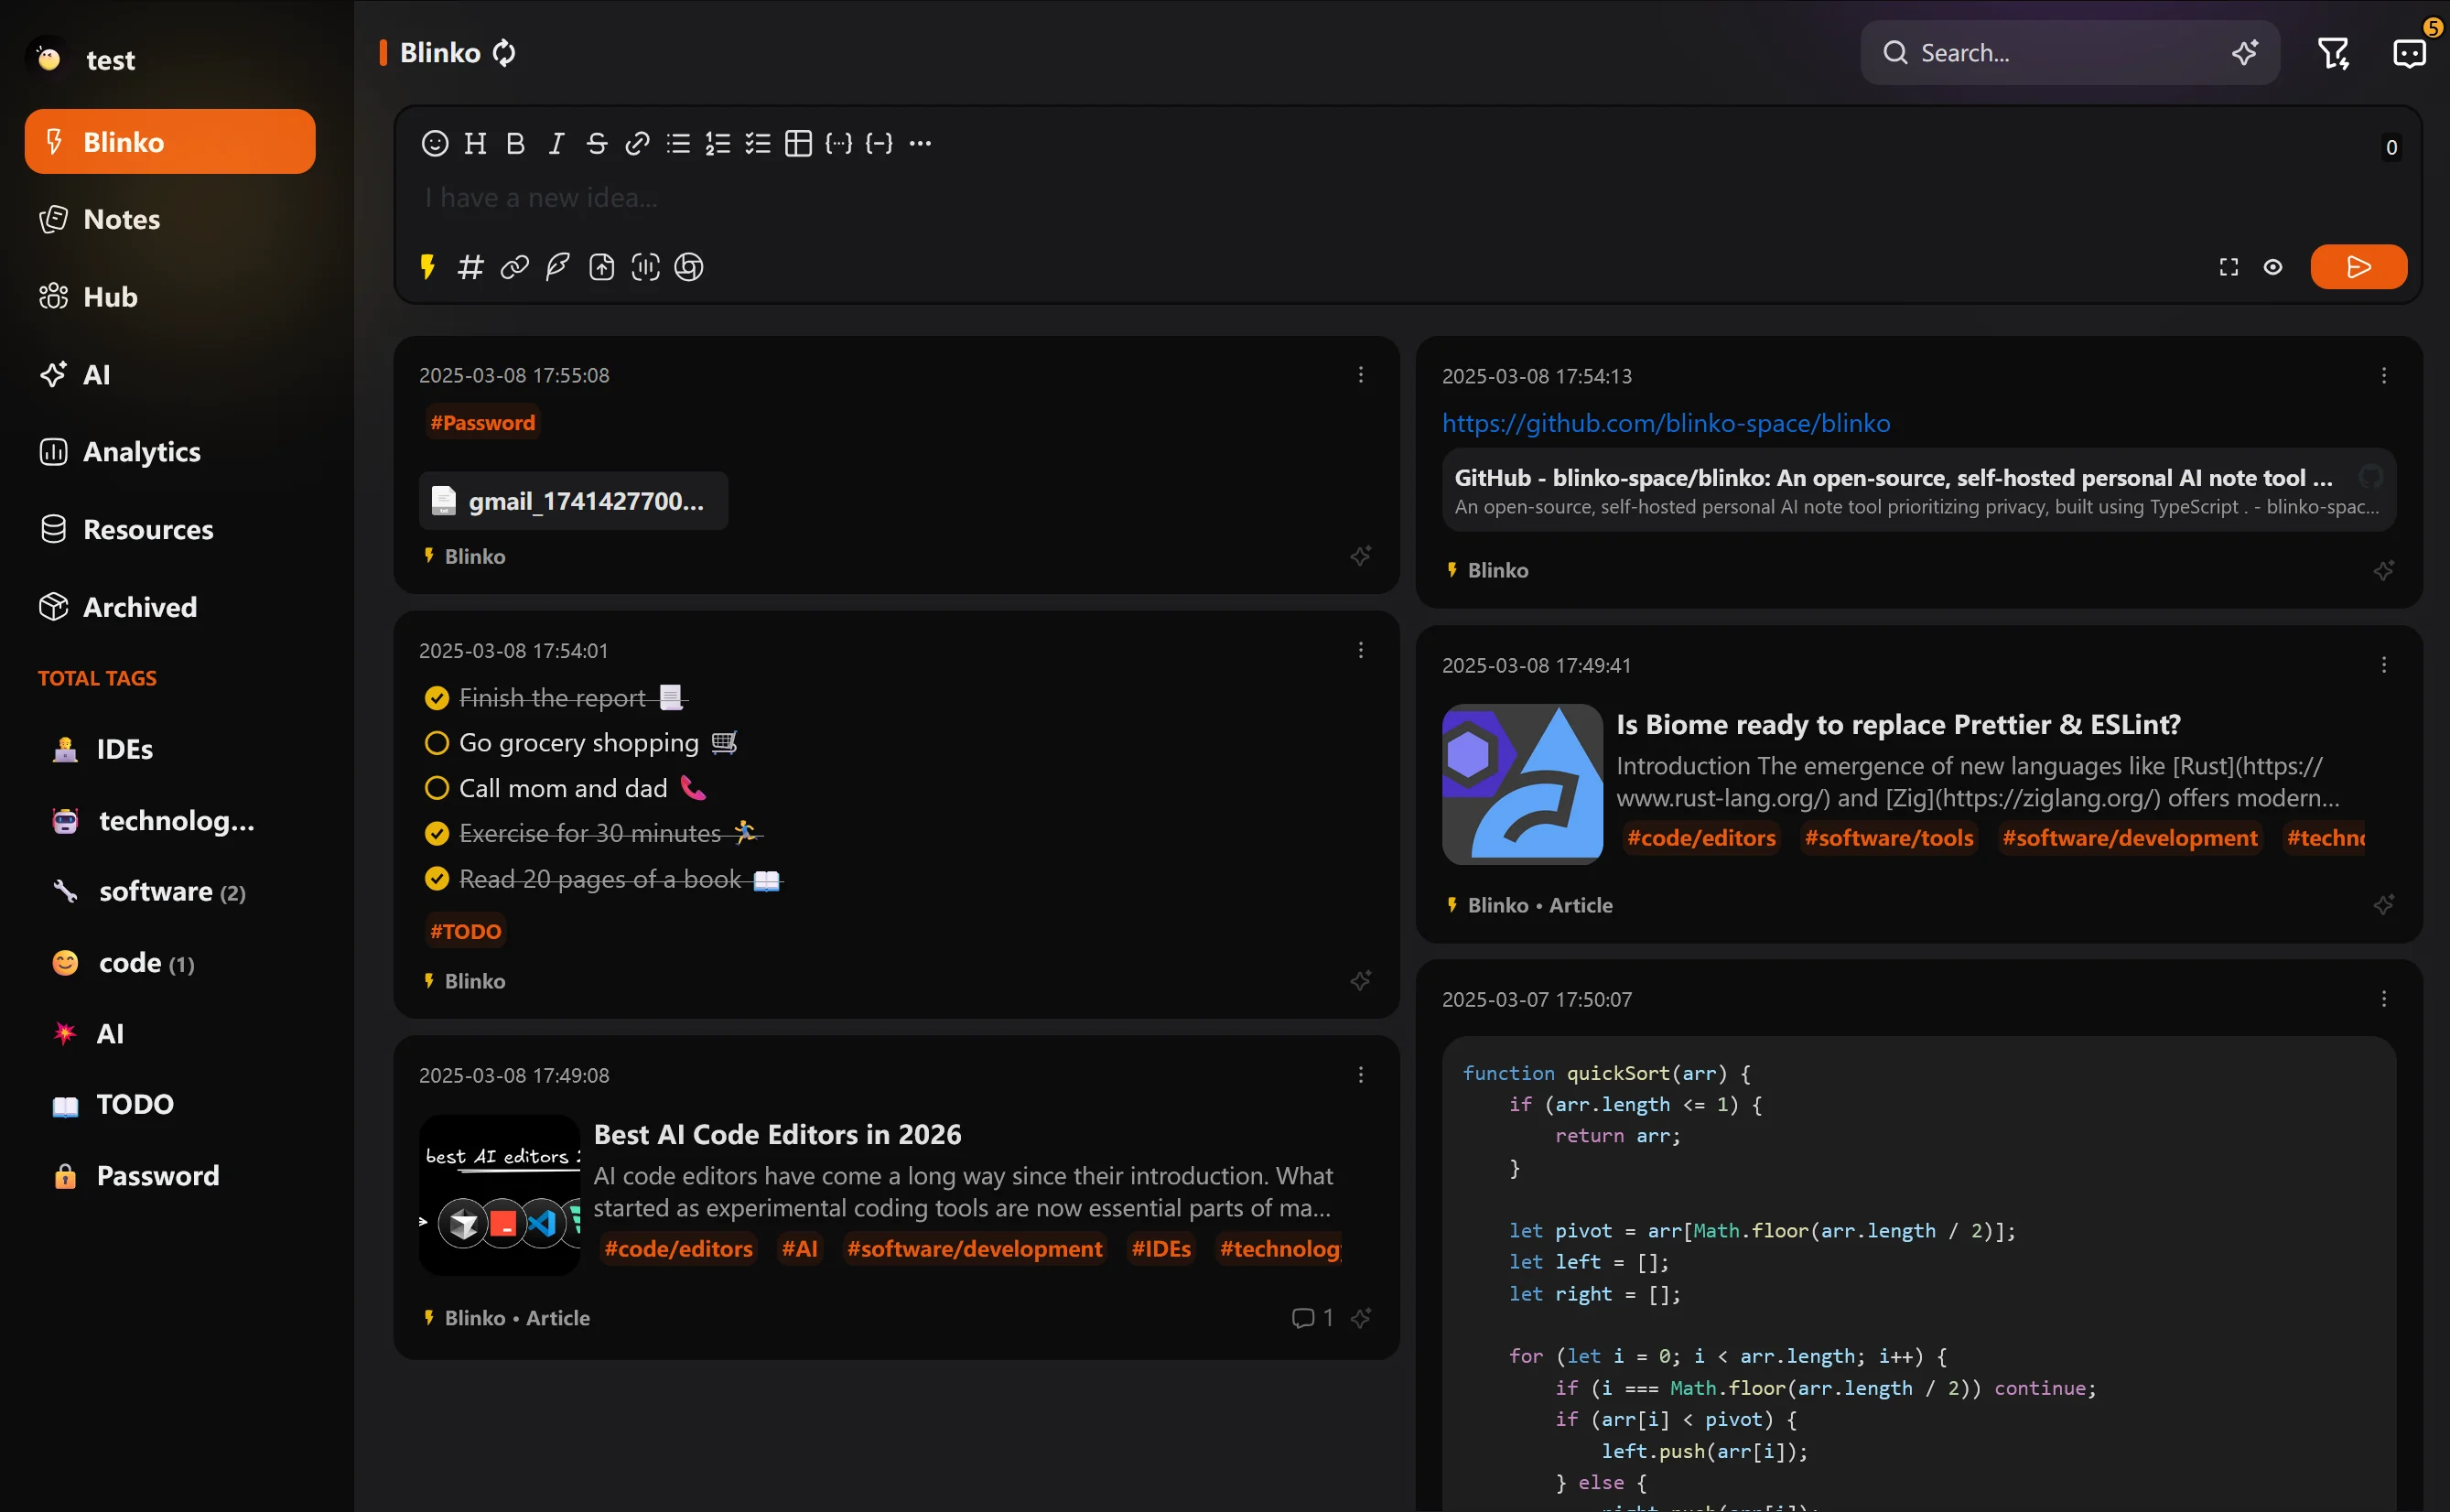 test
Blinko
Notes
Hub
AI
Analytics
Resources
Archived
TOTAL TAGS
IDEs
technolog...
software (2)
code (1)
AI
TODO
Password
Blinko
Search...
5
0
I have a new idea...
2025-03-08 17:55:08
#Password
gmail_1741427700...
Blinko
2025-03-08 17:54:01
Finish the report
Go grocery shopping
Call mom and dad
Exercise for 30 minutes
Read 20 pages of a book
#TODO
Blinko
2025-03-08 17:49:08
best AI editors
Best AI Code Editors in 2026
AI code editors have come a long way since their introduction. What
started as experimental coding tools are now essential parts of ma...
#code/editors #AI #software/development #IDEs #technology
Blinko • Article
1
2025-03-08 17:54:13
https://github.com/blinko-space/blinko
GitHub - blinko-space/blinko: An open-source, self-hosted personal AI note tool ...
An open-source, self-hosted personal AI note tool prioritizing privacy, built using TypeScript . - blinko-spac...
Blinko
2025-03-08 17:49:41
Is Biome ready to replace Prettier & ESLint?
Introduction The emergence of new languages like [Rust](https://
www.rust-lang.org/) and [Zig](https://ziglang.org/) offers modern...
#code/editors #software/tools #software/development #techno
Blinko • Article
2025-03-07 17:50:07
function quickSort(arr) {
if (arr.length <= 1) {
return arr;
}
let pivot = arr[Math.floor(arr.length / 2)];
let left = [];
let right = [];
for (let i = 0; i < arr.length; i++) {
if (i === Math.floor(arr.length / 2)) continue;
if (arr[i] < pivot) {
left.push(arr[i]);
} else {
right.push(arr[i]);